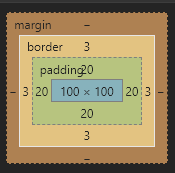 margin –
border 3
padding 20
– 3 20 100 × 100 20 3 –
20
3
–